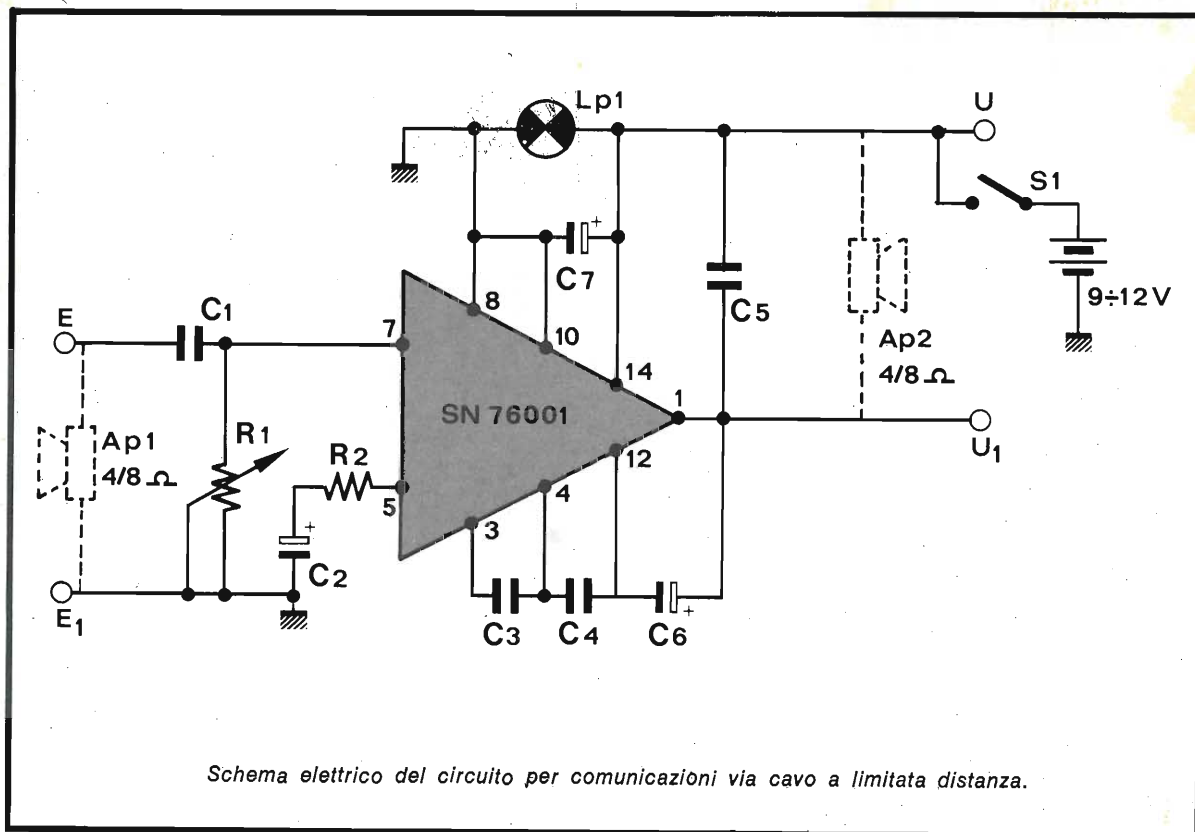 Lp1
U
S1
+
C7
C5
9÷12V
E
C1
7
8
10
14
Ap2
4/8 Ω
SN 76001
1
U1
Ap1
4/8 Ω
R1
R2
5
12
4
3
+
C2
E1
C3
C4
C6
+
Schema elettrico del circuito per comunicazioni via cavo a limitata distanza.